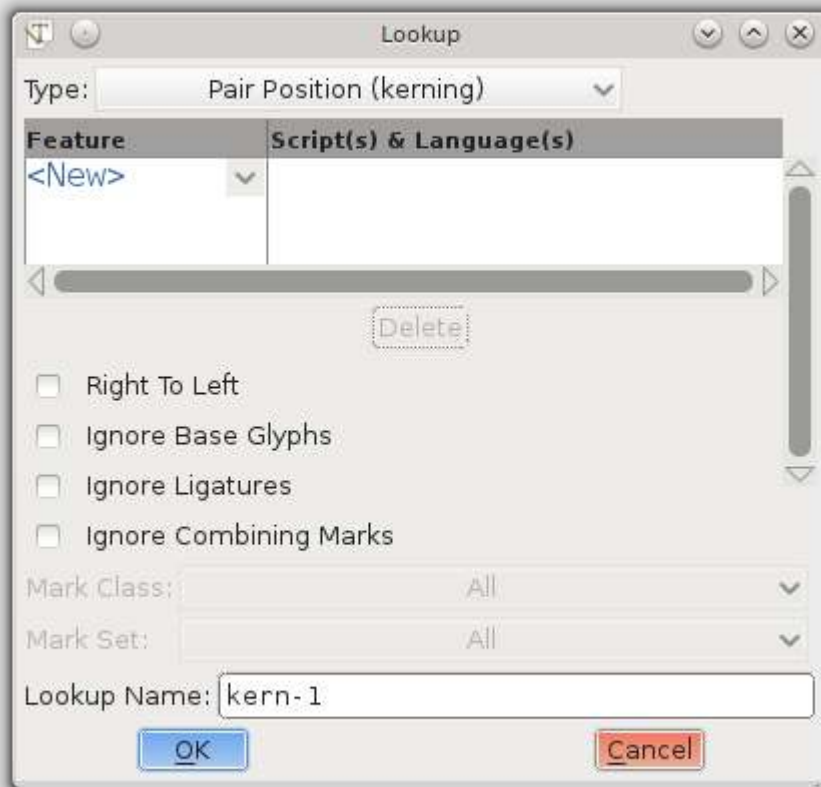 Lookup
Type: Pair Position (kerning)
Feature Script(s) & Language(s)
<New>
Delete
Right To Left
Ignore Base Glyphs
Ignore Ligatures
Ignore Combining Marks
Mark Class: All
Mark Set: All
Lookup Name: kern-1
OK Cancel